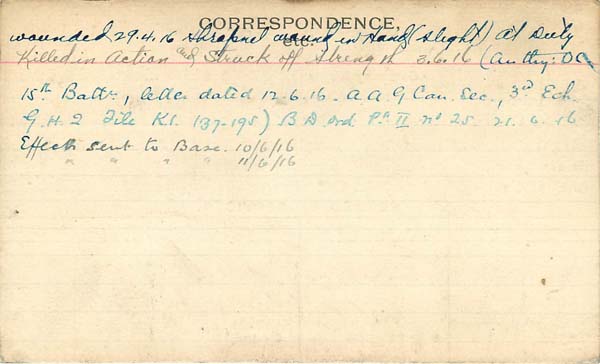 CORRESPONDENCE,
etc.
wounded 29.4.16 Shrapnel wound in Hand (slight) at Duty
Killed in Action and Struck off Strength 3.6.16 (Authy: OC
15th Battn, letter dated 12.6.16. A A G Can. Sec., 3rd Ech.
G.H.Q File K1. 137-195) B D Ord Pt II no 25. 21. 6. 16
Effects sent to Base. 10/6/16
" " " " 11/6/16